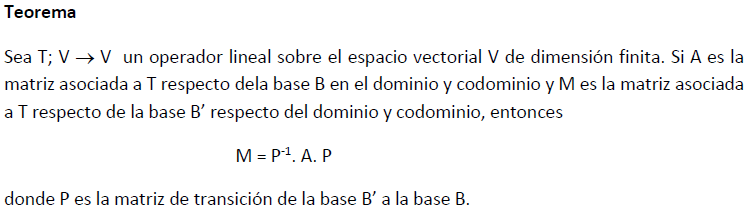 Teorema
Sea T; V → V un operador lineal sobre el espacio vectorial V de dimensión finita. Si A es la
matriz asociada a T respecto dela base B en el dominio y codominio y M es la matriz asociada
a T respecto de la base B’ respecto del dominio y codominio, entonces
M = P⁻¹. A. P
donde P es la matriz de transición de la base B’ a la base B.